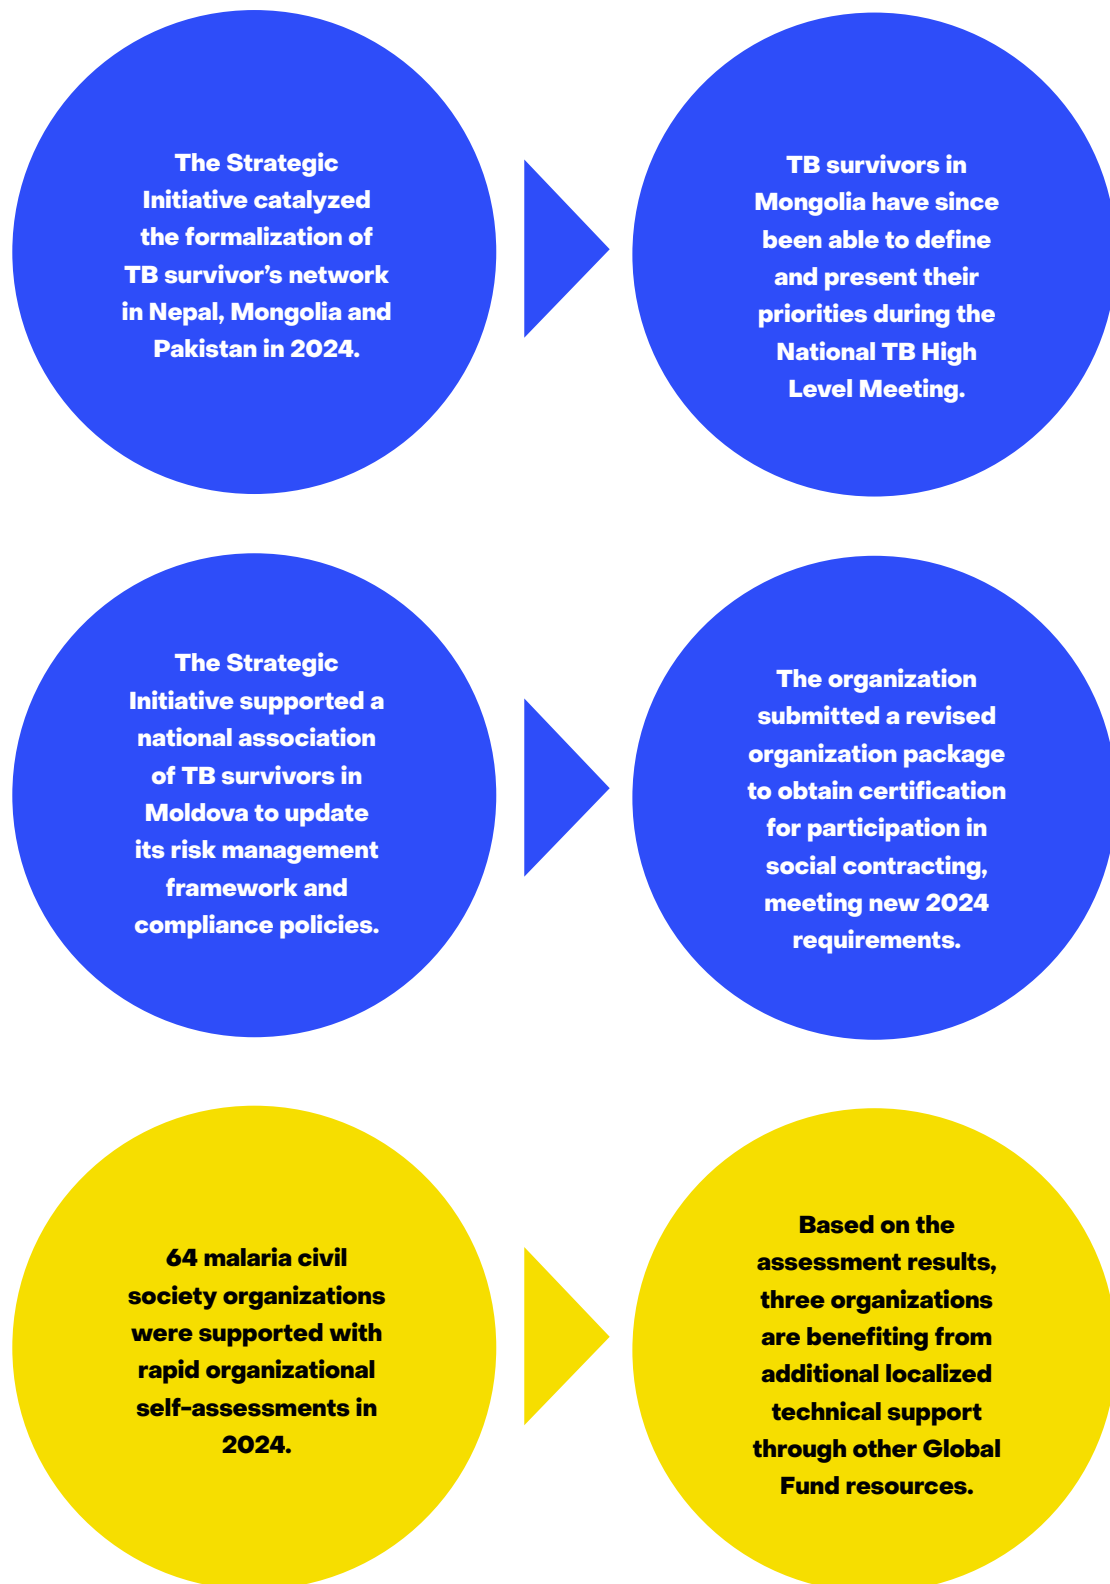 The Strategic
Initiative catalyzed
the formalization of
TB survivor’s network
in Nepal, Mongolia and
Pakistan in 2024.
TB survivors in
Mongolia have since
been able to define
and present their
priorities during the
National TB High
Level Meeting.
The Strategic
Initiative supported a
national association
of TB survivors in
Moldova to update
its risk management
framework and
compliance policies.
The organization
submitted a revised
organization package
to obtain certification
for participation in
social contracting,
meeting new 2024
requirements.
64 malaria civil
society organizations
were supported with
rapid organizational
self-assessments in
2024.
Based on the
assessment results,
three organizations
are benefiting from
additional localized
technical support
through other Global
Fund resources.